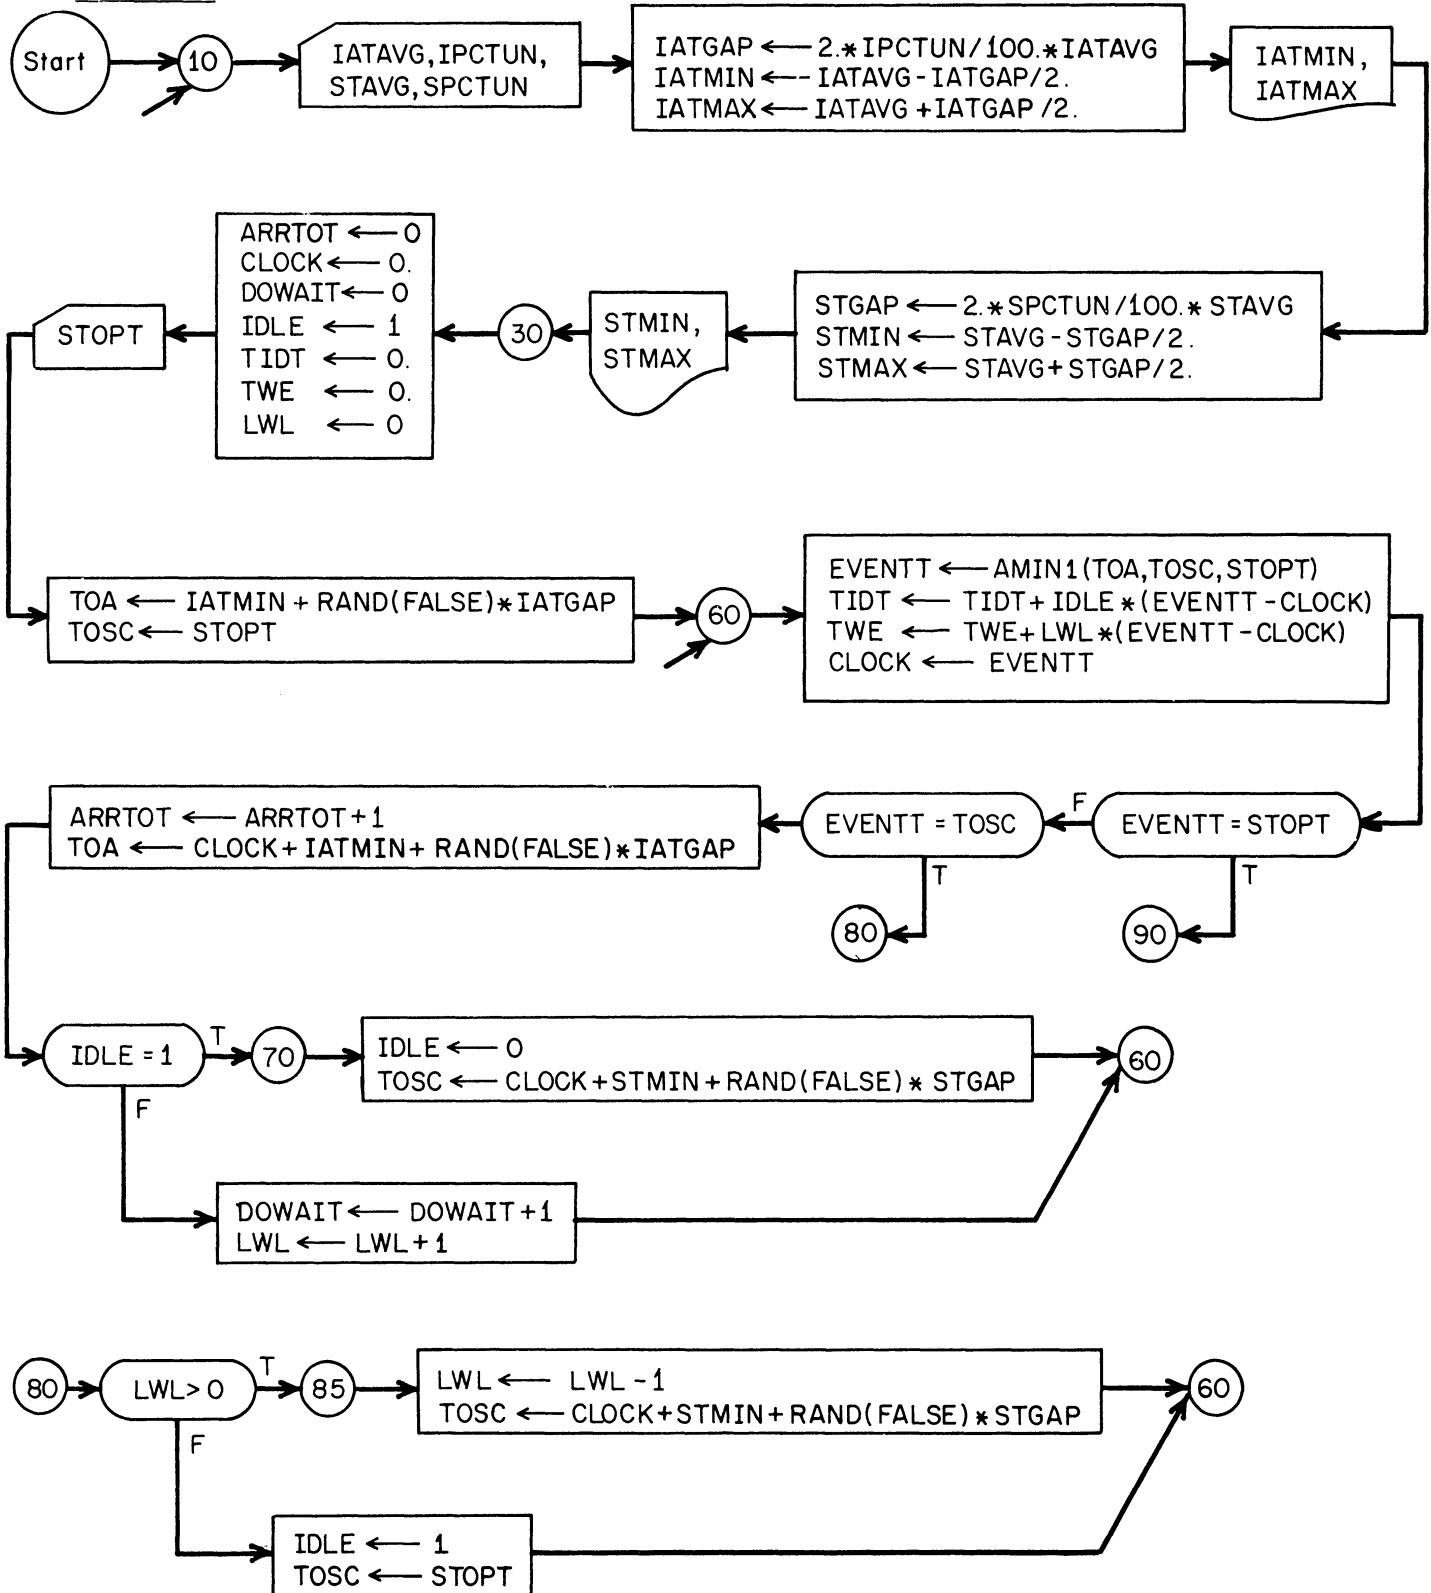 Start
10
IATAVG, IPCTUN,
STAVG, SPCTUN
IATGAP ← 2.*IPCTUN/100.*IATAVG
IATMIN ← IATAVG-IATGAP/2.
IATMAX ← IATAVG+IATGAP/2.
IATMIN,
IATMAX
STGAP ← 2.*SPCTUN/100.*STAVG
STMIN ← STAVG-STGAP/2.
STMAX ← STAVG+STGAP/2.
STMIN,
STMAX
30
ARRTOT ← 0
CLOCK ← 0.
DOWAIT ← 0
IDLE ← 1
TIDT ← 0.
TWE ← 0.
LWL ← 0
STOPT
TOA ← IATMIN + RAND(FALSE)*IATGAP
TOSC ← STOPT
60
EVENTT ← AMIN1(TOA,TOSC,STOPT)
TIDT ← TIDT+IDLE*(EVENTT-CLOCK)
TWE ← TWE+LWL*(EVENTT-CLOCK)
CLOCK ← EVENTT
EVENTT = STOPT
F
T
90
EVENTT = TOSC
T
80
ARRTOT ← ARRTOT+1
TOA ← CLOCK+IATMIN+RAND(FALSE)*IATGAP
IDLE = 1
T
70
IDLE ← 0
TOSC ← CLOCK+STMIN+RAND(FALSE)*STGAP
60
F
DOWAIT ← DOWAIT+1
LWL ← LWL+1
80
LWL>0
T
85
LWL ← LWL-1
TOSC ← CLOCK+STMIN+RAND(FALSE)*STGAP
60
F
IDLE ← 1
TOSC ← STOPT